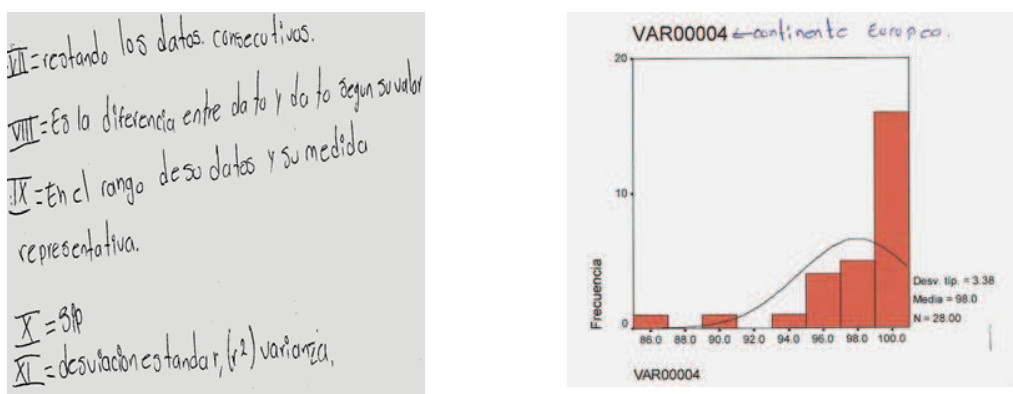 VII=restando los datos. consecutivos.
VIII=Es la diferencia entre dato y dato segun su valor
IX=En el rango de so datos y su medida
representativa.
X=sip
XI=desviación estandar, (r²) varianza.
VAR00004 ← continente Europeo.
20
10
0
Frecuencia
86.0 88.0 90.0 92.0 94.0 96.0 98.0 100.0
Desv. típ. = 3.38
Media = 98.0
N = 28.00
VAR00004